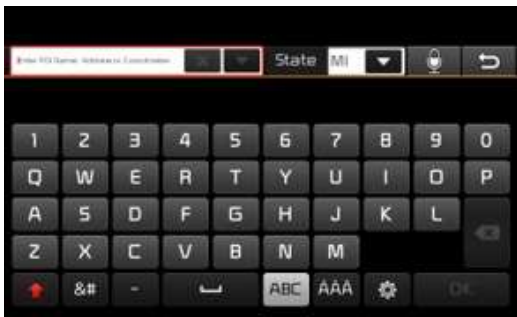 Enter POI Name, Address or Coordinates State MI
1 2 3 4 5 6 7 8 9 0
Q W E R T Y U I O P
A S D F G H J K L
Z X C V B N M
&# - ABC ÁÀÄ OK